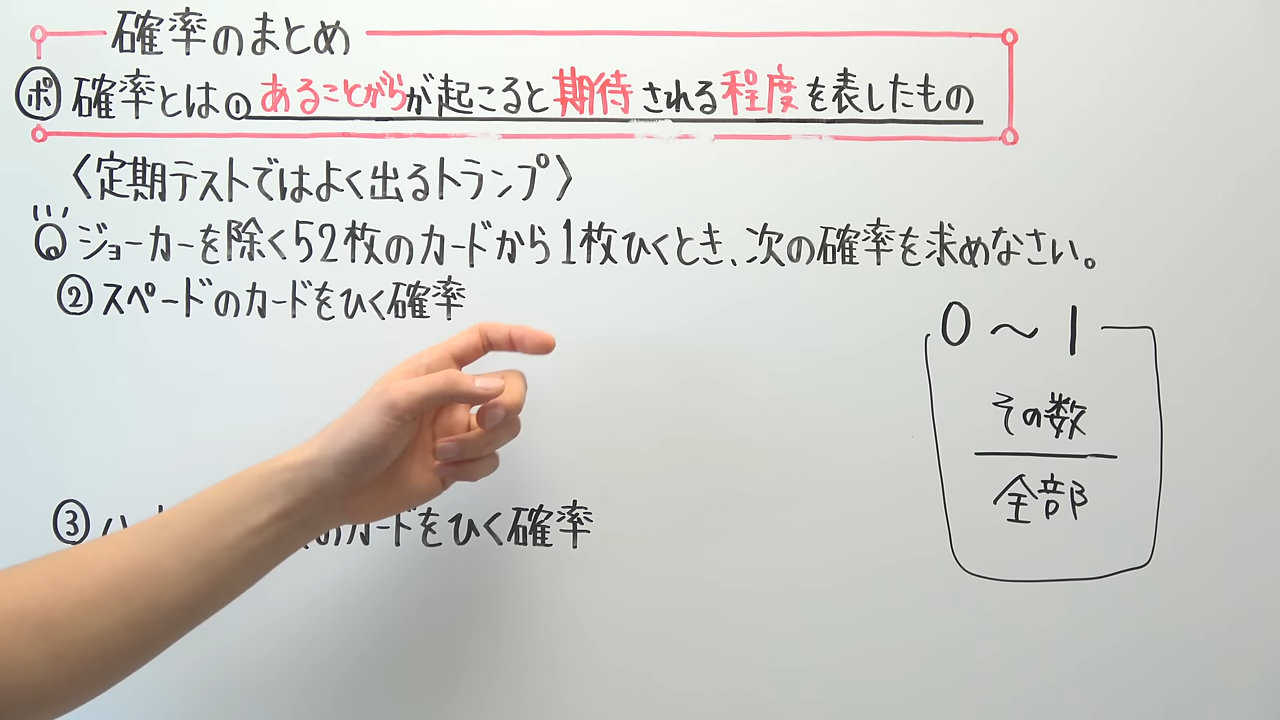 確率のまとめ
ポ 確率とは①あることがらが起こると期待される程度を表したもの
〈定期テストではよく出るトランプ〉
Q ジョーカーを除く52枚のカードから1枚ひくとき、次の確率を求めなさい。
②スペードのカードをひく確率
0～1
その数
全部
③ のカードをひく確率